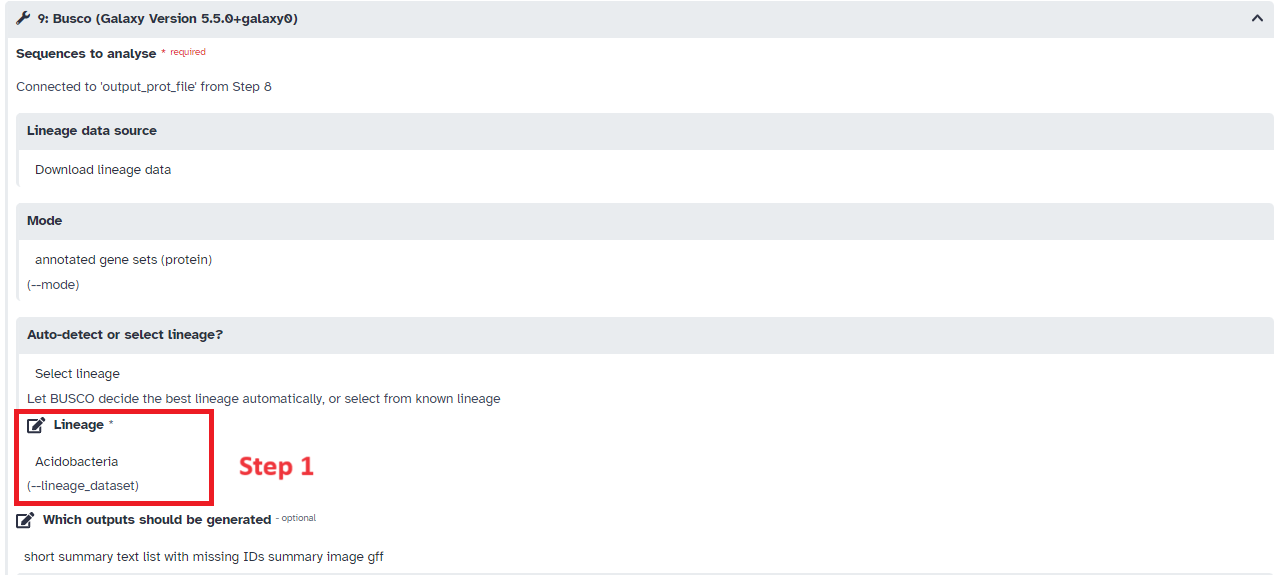 9: Busco (Galaxy Version 5.5.0+galaxy0)
Sequences to analyse * required
Connected to 'output_prot_file' from Step 8
Lineage data source
Download lineage data
Mode
annotated gene sets (protein)
(--mode)
Auto-detect or select lineage?
Select lineage
Let BUSCO decide the best lineage automatically, or select from known lineage
Lineage *
Acidobacteria
(--lineage_dataset)
Step 1
Which outputs should be generated - optional
short summary text list with missing IDs summary image gff